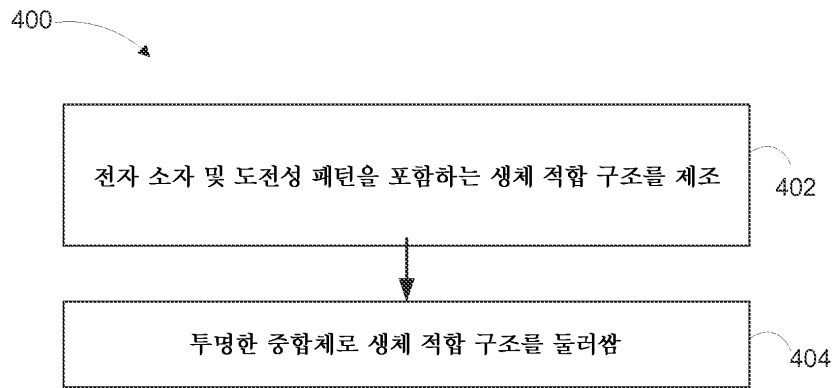 400
전자 소자 및 도전성 패턴을 포함하는 생체 적합 구조를 제조
402
투명한 중합체로 생체 적합 구조를 둘러쌈
404